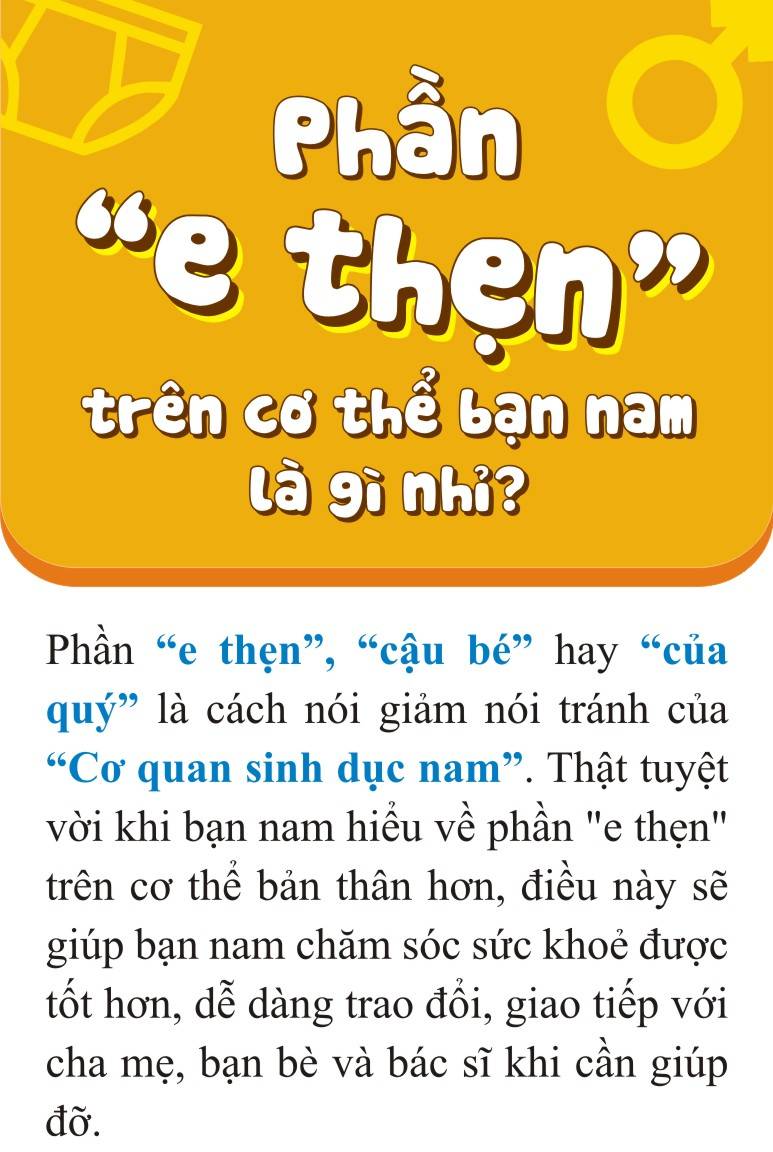 Phần
“e thẹn”
trên cơ thể bạn nam
là gì nhỉ?
Phần “e thẹn”, “cậu bé” hay “của
quý” là cách nói giảm nói tránh của
“Cơ quan sinh dục nam”. Thật tuyệt
vời khi bạn nam hiểu về phần "e thẹn"
trên cơ thể bản thân hơn, điều này sẽ
giúp bạn nam chăm sóc sức khoẻ được
tốt hơn, dễ dàng trao đổi, giao tiếp với
cha mẹ, bạn bè và bác sĩ khi cần giúp
đỡ.